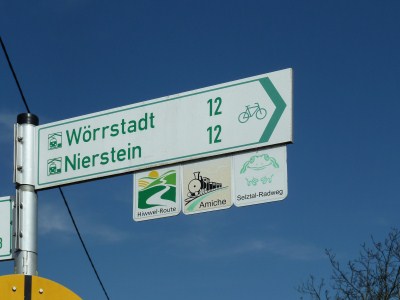 Wörrstadt 12
Nierstein 12
Hiwwel-Route
Amiche
Selztal-Radweg